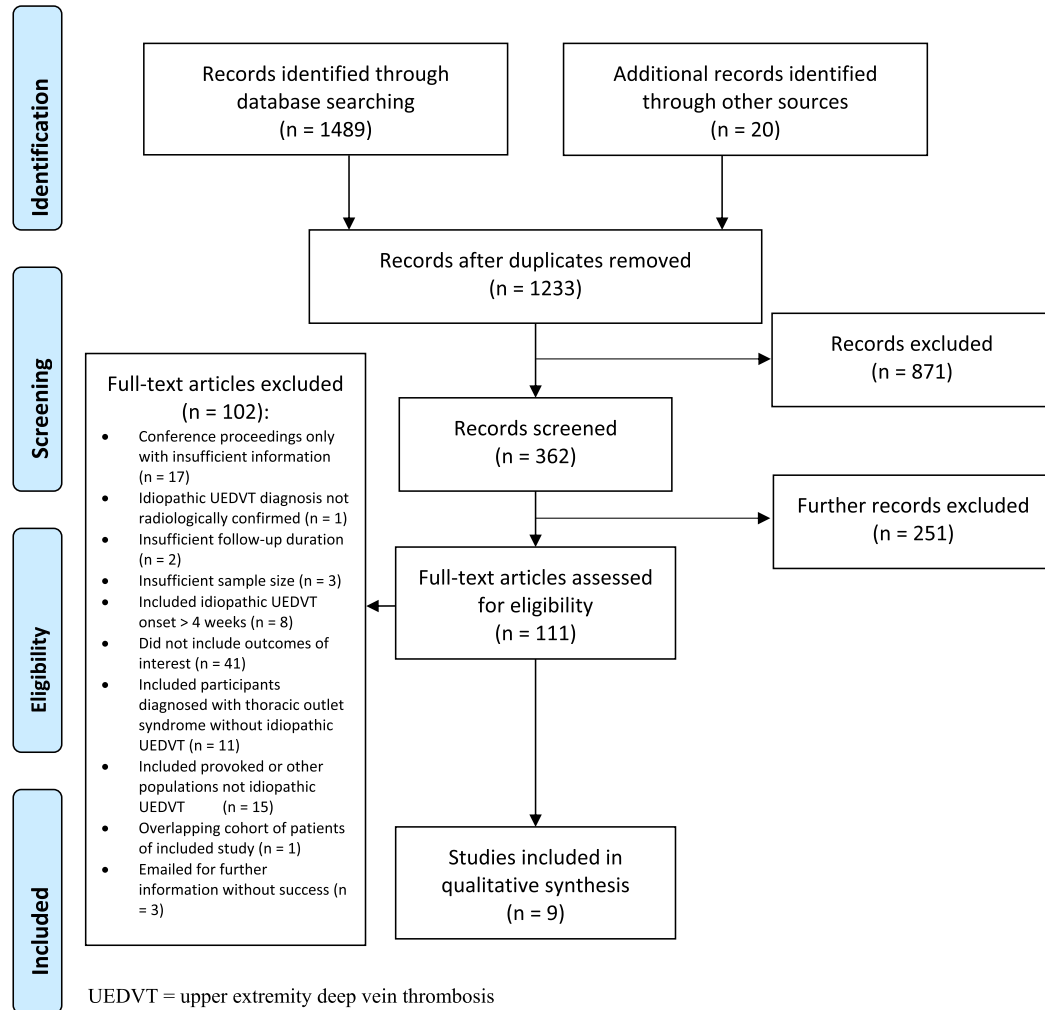 Identification
Records identified through
database searching
(n = 1489)
Additional records identified
through other sources
(n = 20)
Records after duplicates removed
(n = 1233)
Screening
Records excluded
(n = 871)
Records screened
(n = 362)
Further records excluded
(n = 251)
Eligibility
Full-text articles assessed
for eligibility
(n = 111)
Full-text articles excluded
(n = 102):
• Conference proceedings only
with insufficient information
(n = 17)
• Idiopathic UEDVT diagnosis not
radiologically confirmed (n = 1)
• Insufficient follow-up duration
(n = 2)
• Insufficient sample size (n = 3)
• Included idiopathic UEDVT
onset > 4 weeks (n = 8)
• Did not include outcomes of
interest (n = 41)
• Included participants
diagnosed with thoracic outlet
syndrome without idiopathic
UEDVT (n = 11)
• Included provoked or other
populations not idiopathic
UEDVT (n = 15)
• Overlapping cohort of patients
of included study (n = 1)
• Emailed for further
information without success (n
= 3)
Included
Studies included in
qualitative synthesis
(n = 9)
UEDVT = upper extremity deep vein thrombosis